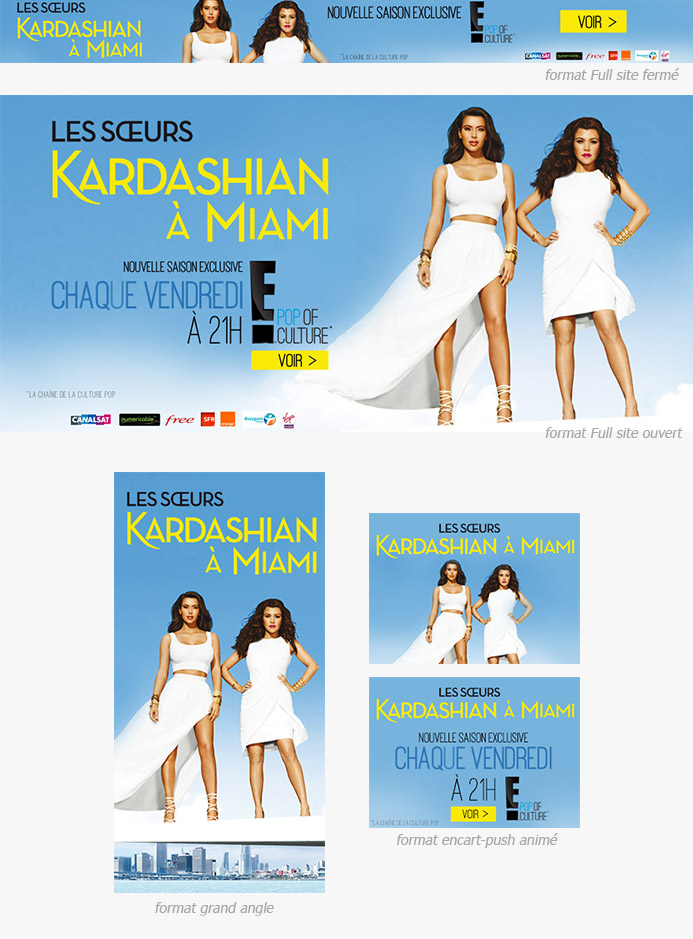 LES SŒURS
KARDASHIAN
À MIAMI
NOUVELLE SAISON EXCLUSIVE
E!
POP OF
CULTURE*
VOIR >
*LA CHAÎNE DE LA CULTURE POP
CANALSAT numericable free SFR
format Full site fermé
LES SŒURS
KARDASHIAN
À MIAMI
NOUVELLE SAISON EXCLUSIVE
CHAQUE VENDREDI
À 21H
E!
POP OF
CULTURE*
VOIR >
*LA CHAÎNE DE LA CULTURE POP
CANALSAT numericable free SFR orange Bouygues Virgin
format Full site ouvert
LES SŒURS
KARDASHIAN
À MIAMI
format grand angle
LES SŒURS
KARDASHIAN À MIAMI
LES SŒURS
KARDASHIAN À MIAMI
NOUVELLE SAISON EXCLUSIVE
CHAQUE VENDREDI
À 21H
E!
POP OF
CULTURE*
VOIR >
*LA CHAÎNE DE LA CULTURE POP
format encart-push animé